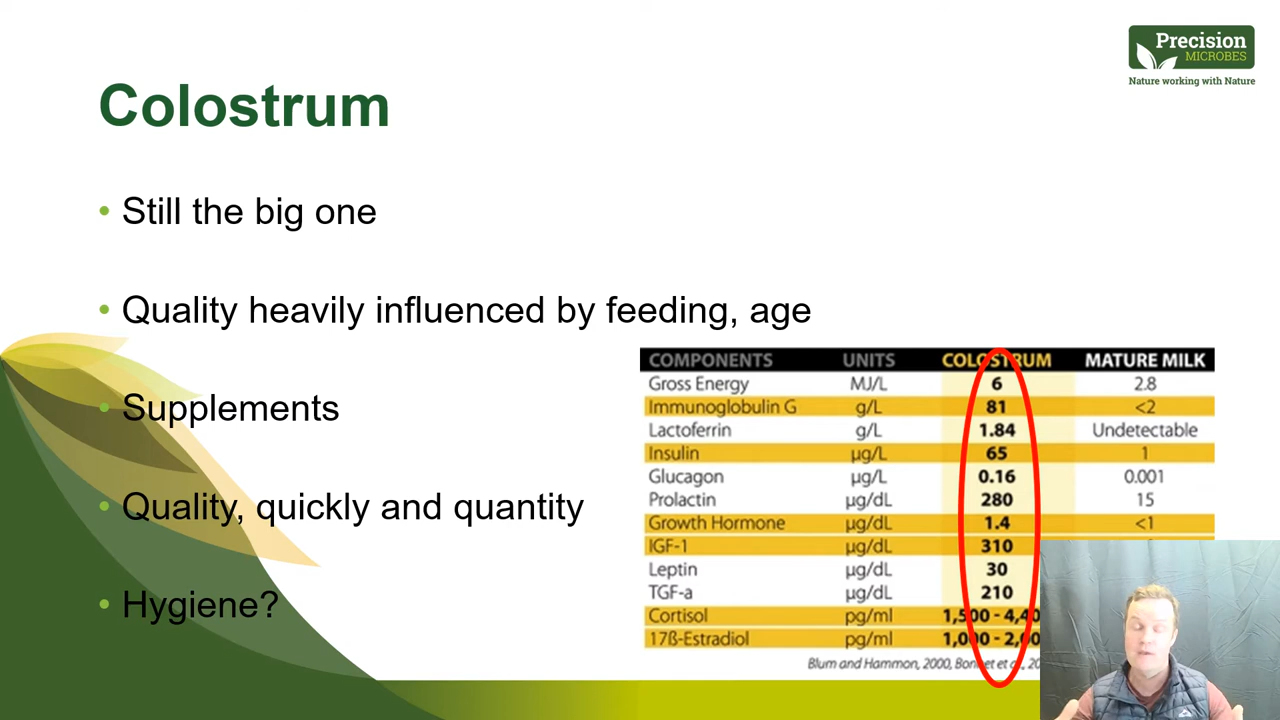 Precision
MICROBES
Nature working with Nature
Colostrum
• Still the big one
• Quality heavily influenced by feeding, age
• Supplements
• Quality, quickly and quantity
• Hygiene?
COMPONENTS UNITS COLOSTRUM MATURE MILK
Gross Energy MJ/L 6 2.8
Immunoglobulin G g/L 81 <2
Lactoferrin g/L 1.84 Undetectable
Insulin µg/L 65 1
Glucagon µg/L 0.16 0.001
Prolactin µg/dL 280 15
Growth Hormone µg/dL 1.4 <1
IGF-1 µg/dL 310
Leptin µg/dL 30
TGF-a µg/dL 210
Cortisol pg/ml 1,500 - 4,40
17ß-Estradiol pg/ml 1,000 - 2,00
Blum and Hammon, 2000, et al., 20